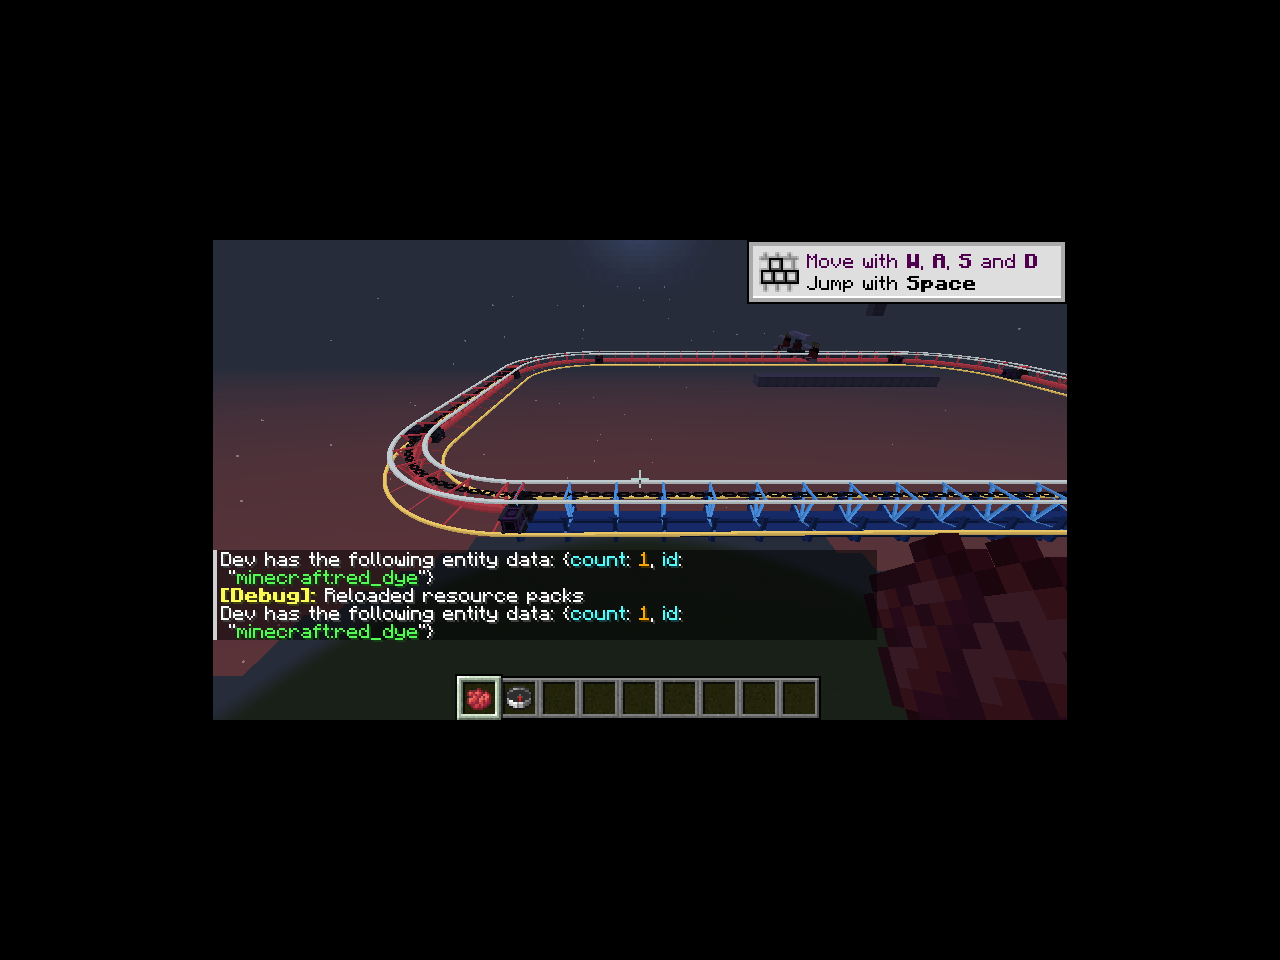 Move with W, A, S and D
Jump with Space
Dev has the following entity data: {count: 1, id:
"minecraft:red_dye"}
[Debug]: Reloaded resource packs
Dev has the following entity data: {count: 1, id:
"minecraft:red_dye"}